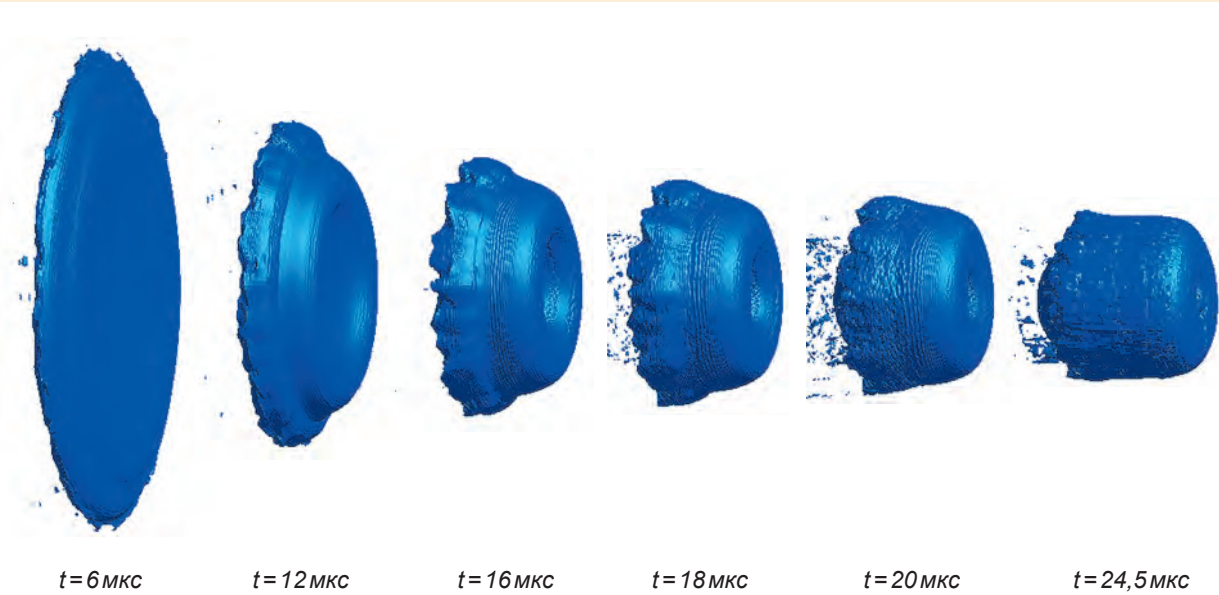 t = 6 мкс
t = 12 мкс
t = 16 мкс
t = 18 мкс
t = 20 мкс
t = 24,5 мкс